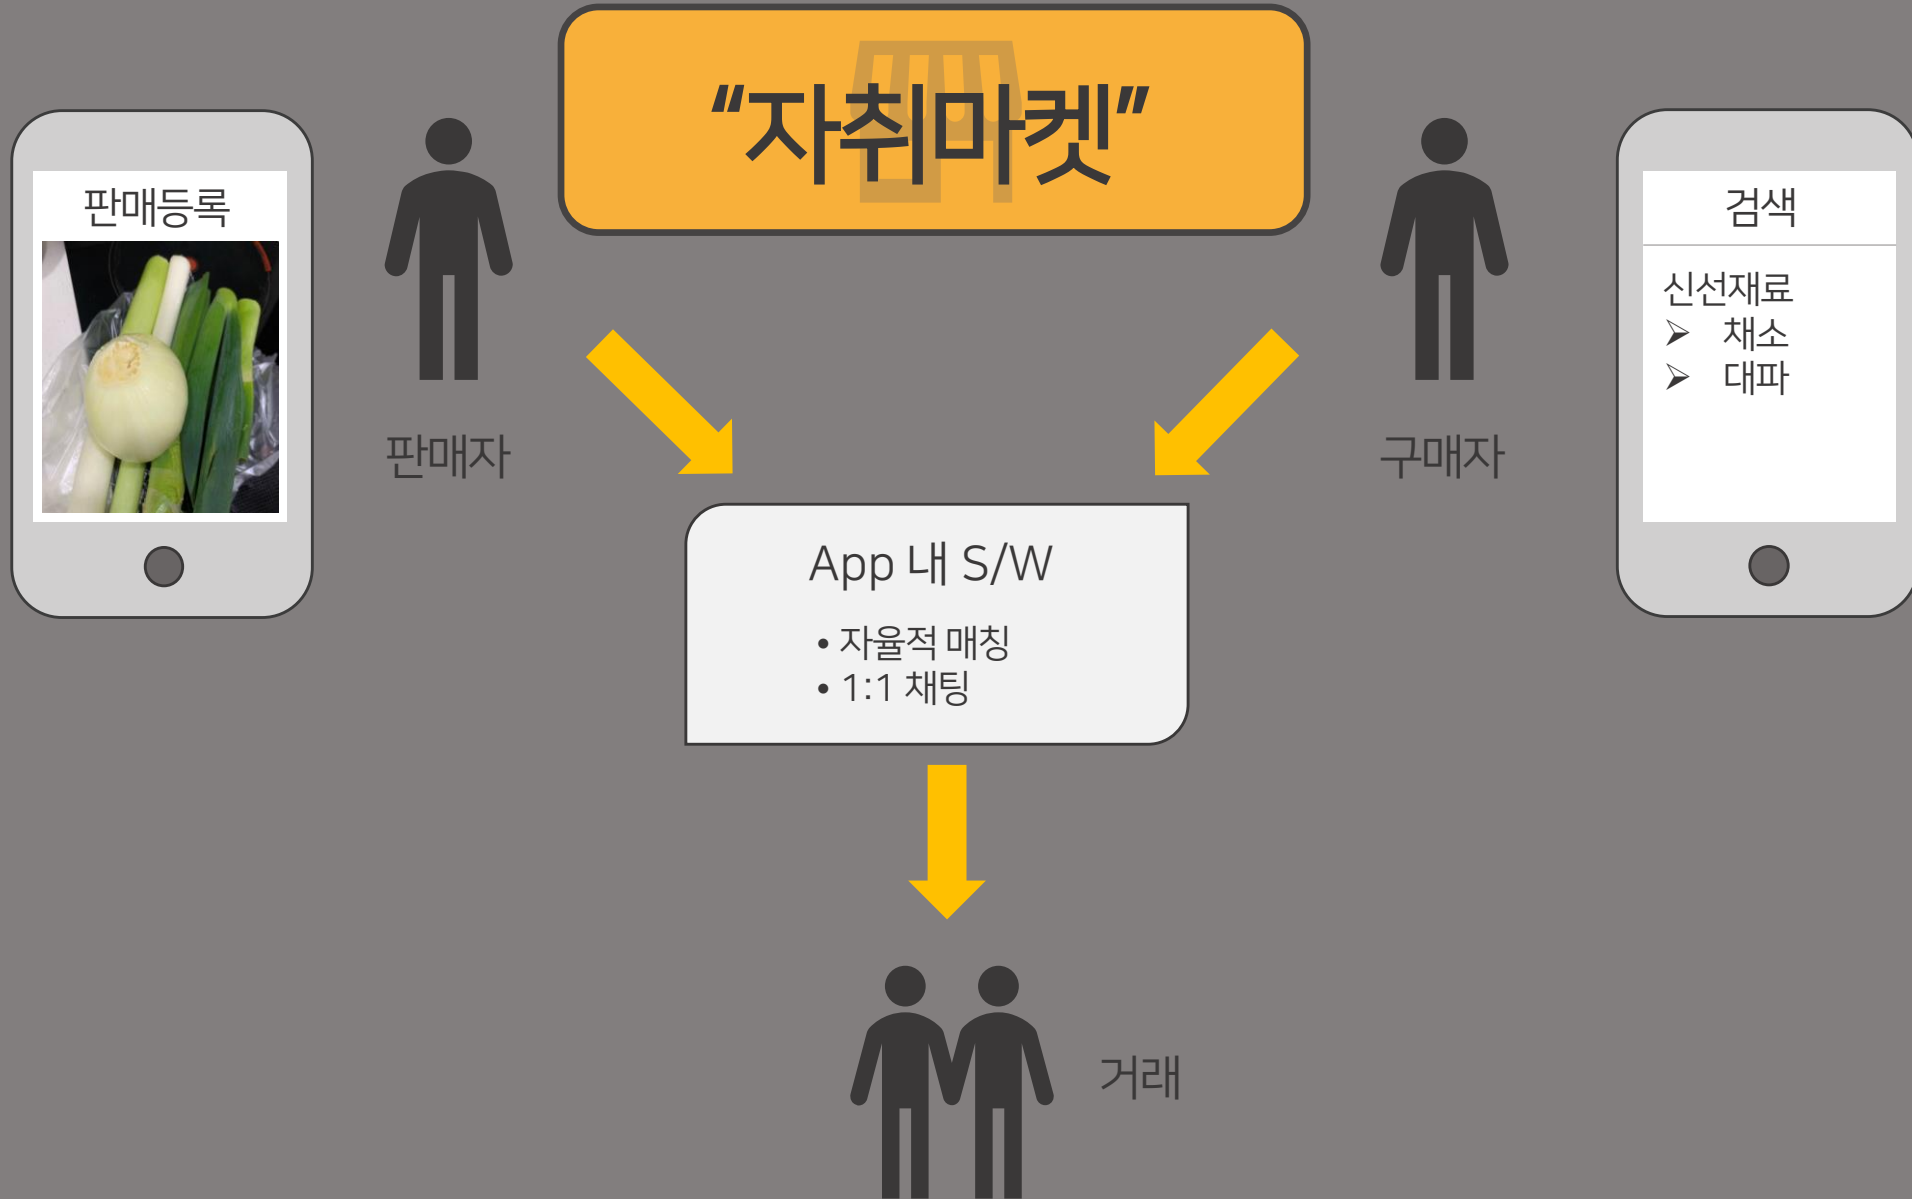 “자취마켓”
판매등록
판매자
구매자
검색
신선재료
➢ 채소
➢ 대파
App 내 S/W
• 자율적 매칭
• 1:1 채팅
거래